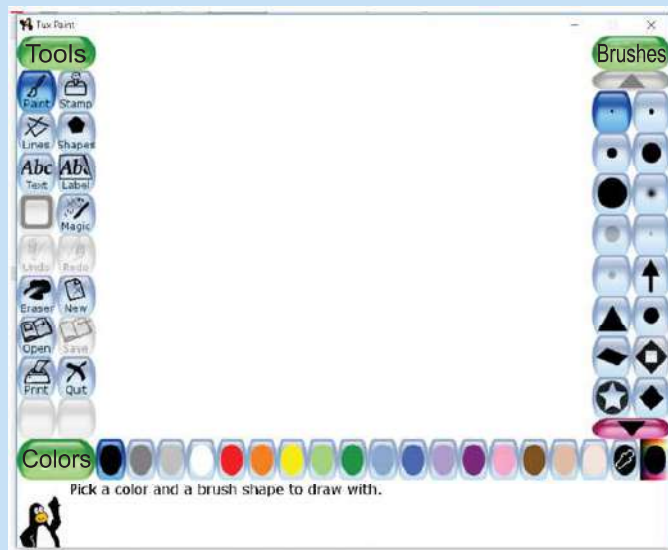 Tux Paint
Tools
Brushes
Paint Stamp
Lines Shapes
Abc Abc
Text Label
Magic
Undo Redo
Eraser New
Open Save
Print Quit
Colors
Pick a color and a brush shape to draw with.